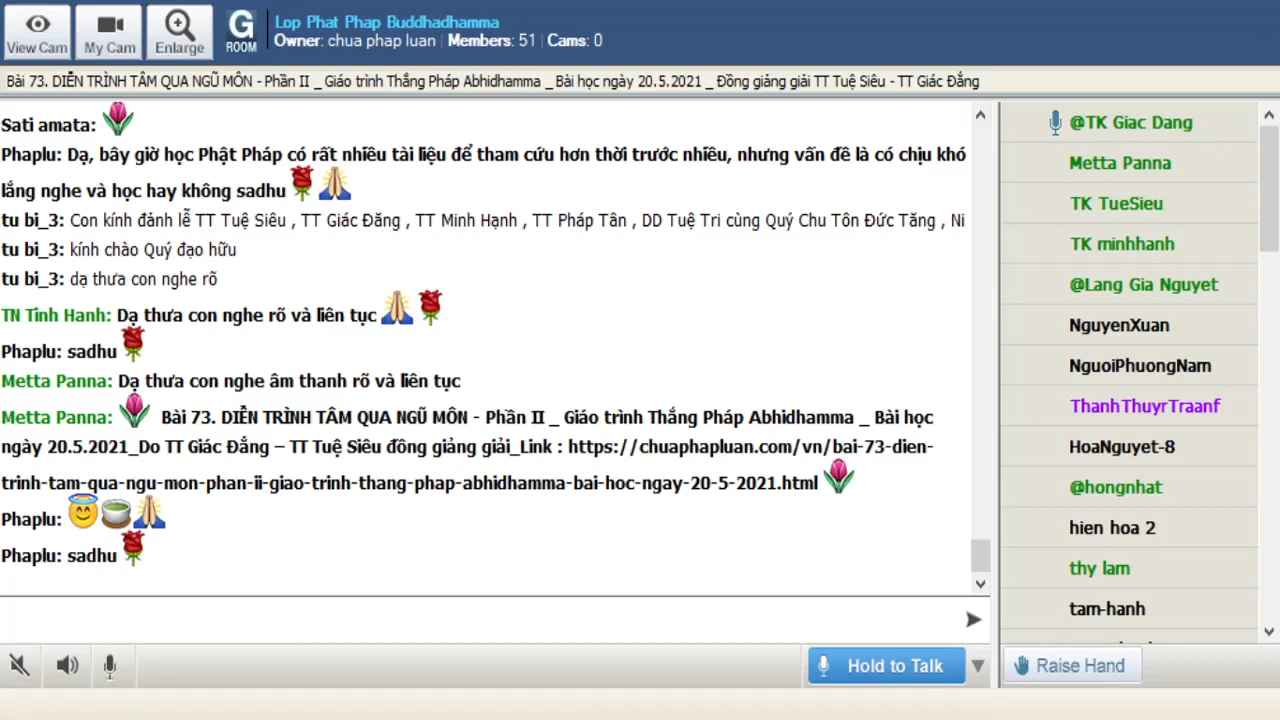 View Cam
My Cam
Enlarge
G
ROOM
Lop Phat Phap Buddhadhamma
Owner: chua phap luan | Members: 51 | Cams: 0
Bài 73. DIỄN TRÌNH TÂM QUA NGŨ MÔN - Phần II _ Giáo trình Thắng Pháp Abhidhamma _ Bài học ngày 20.5.2021 _ Đồng giảng giải TT Tuệ Siêu - TT Giác Đẳng
Sati amata:
Phaplu: Dạ, bây giờ học Phật Pháp có rất nhiều tài liệu để tham cứu hơn thời trước nhiều, nhưng vấn đề là có chịu khó
lắng nghe và học hay không sadhu
tu bi_3: Con kính đảnh lễ TT Tuệ Siêu , TT Giác Đăng , TT Minh Hạnh , TT Pháp Tân , DD Tuệ Tri cùng Quý Chu Tôn Đức Tăng , Ni
tu bi_3: kính chào Quý đạo hữu
tu bi_3: dạ thưa con nghe rõ
TN Tinh Hanh: Dạ thưa con nghe rõ và liên tục
Phaplu: sadhu
Metta Panna: Dạ thưa con nghe âm thanh rõ và liên tục
Metta Panna: Bài 73. DIỄN TRÌNH TÂM QUA NGŨ MÔN - Phần II _ Giáo trình Thắng Pháp Abhidhamma _ Bài học
ngày 20.5.2021_Do TT Giác Đẳng – TT Tuệ Siêu đồng giảng giải_Link : https://chuaphapluan.com/vn/bai-73-dien-
trinh-tam-qua-ngu-mon-phan-ii-giao-trinh-thang-phap-abhidhamma-bai-hoc-ngay-20-5-2021.html
Phaplu:
Phaplu: sadhu
@TK Giac Dang
Metta Panna
TK TueSieu
TK minhhanh
@Lang Gia Nguyet
NguyenXuan
NguoiPhuongNam
ThanhThuyrTraanf
HoaNguyet-8
@hongnhat
hien hoa 2
thy lam
tam-hanh
Hold to Talk
Raise Hand